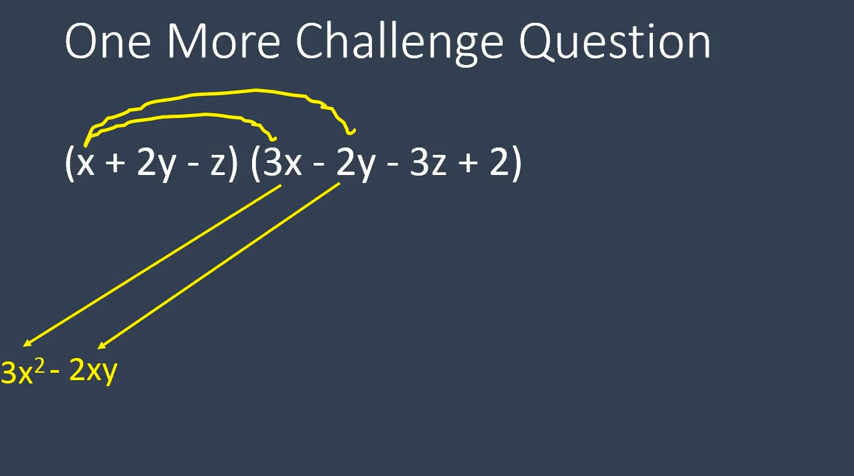 One More Challenge Question
(x + 2y - z) (3x - 2y - 3z + 2)
3x² - 2xy